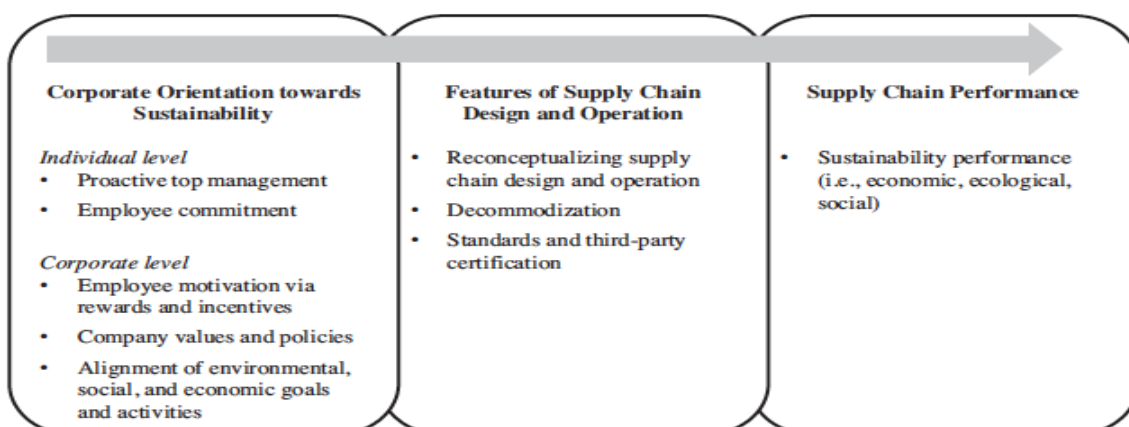 Corporate Orientation towards
Sustainability
Individual level
• Proactive top management
• Employee commitment
Corporate level
• Employee motivation via
rewards and incentives
• Company values and policies
• Alignment of environmental,
social, and economic goals
and activities
Features of Supply Chain
Design and Operation
• Reconceptualizing supply
chain design and operation
• Decommodization
• Standards and third-party
certification
Supply Chain Performance
• Sustainability performance
(i.e., economic, ecological,
social)